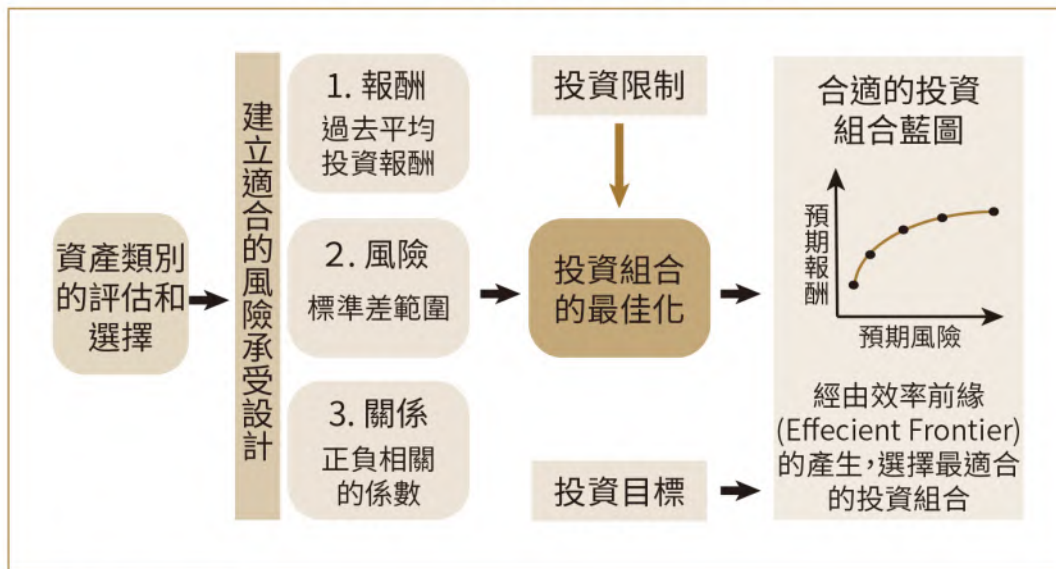 資產類別
的評估和
選擇
建立適合的風險承受設計
1. 報酬
過去平均
投資報酬
2. 風險
標準差範圍
3. 關係
正負相關
的係數
投資限制
投資組合
的最佳化
投資目標
合適的投資
組合藍圖
預期報酬
預期風險
經由效率前緣
(Effecient Frontier)
的產生,選擇最適合
的投資組合